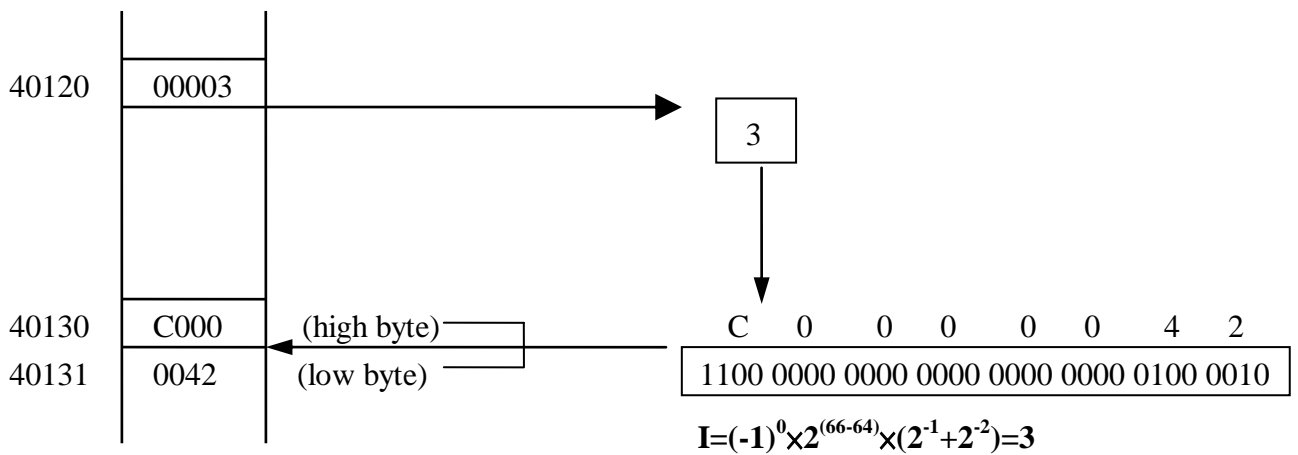 40120 00003
3
40130 C000 (high byte) C 0 0 0 0 0 4 2
40131 0042 (low byte) 1100 0000 0000 0000 0000 0000 0100 0010
I=(-1)⁰×2⁽⁶⁶⁻⁶⁴⁾×(2⁻¹+2⁻²)=3